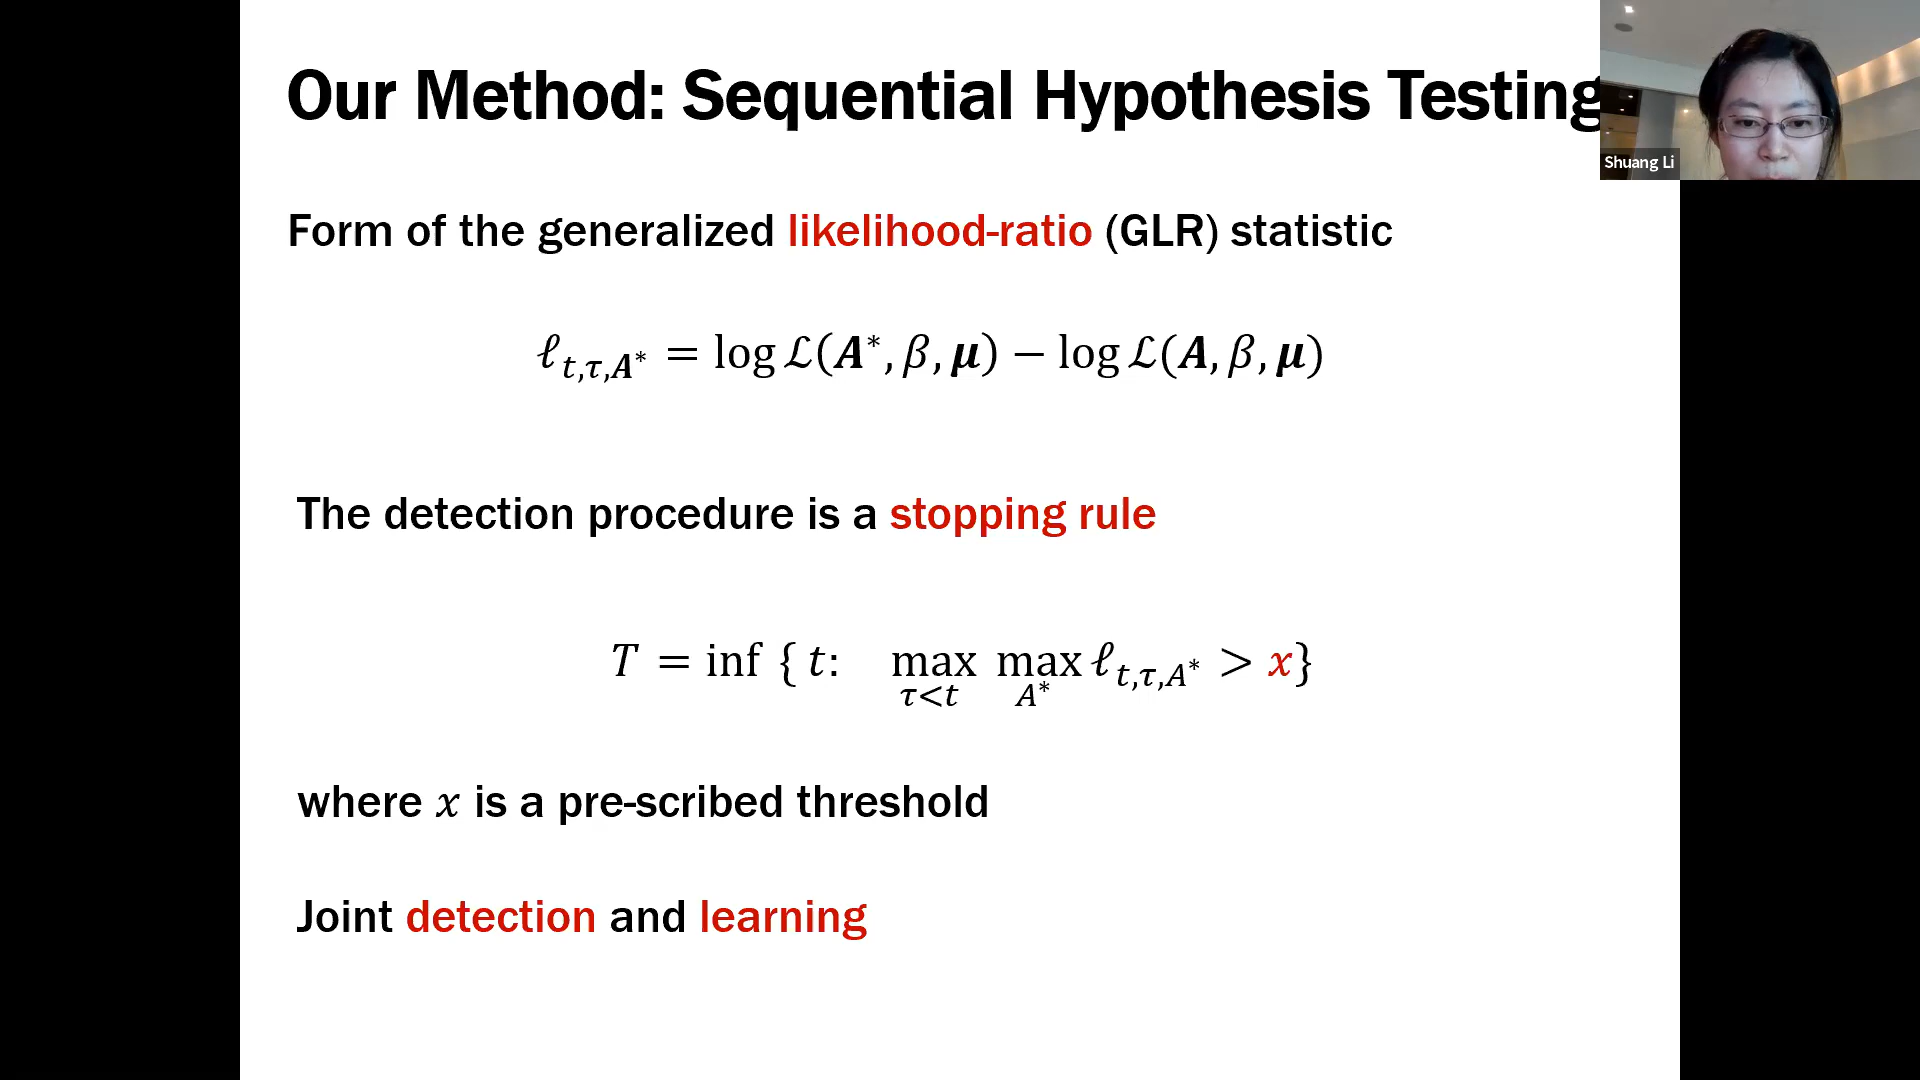 Our Method: Sequential Hypothesis Testing
Shuang Li
Form of the generalized likelihood-ratio (GLR) statistic
ℓ_{t,τ,A*} = log ℒ(A*, β, μ) − log ℒ(A, β, μ)
The detection procedure is a stopping rule
T = inf { t: max_{τ<t} max_{A*} ℓ_{t,τ,A*} > x}
where x is a pre-scribed threshold
Joint detection and learning